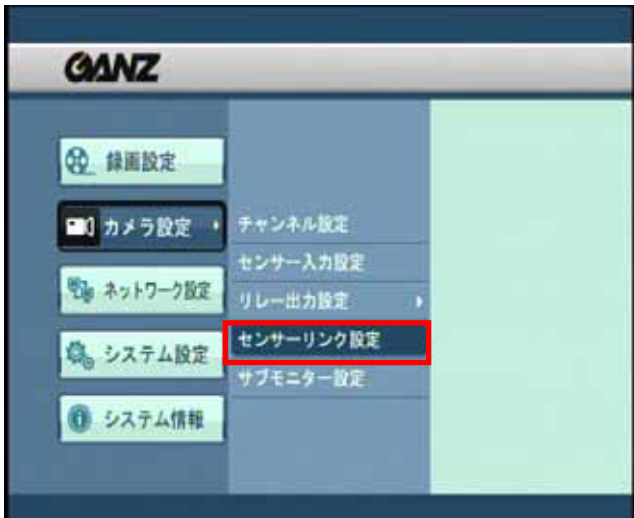 GANZ
録画設定
カメラ設定
ネットワーク設定
システム設定
システム情報
チャンネル設定
センサー入力設定
リレー出力設定
センサーリンク設定
サブモニター設定